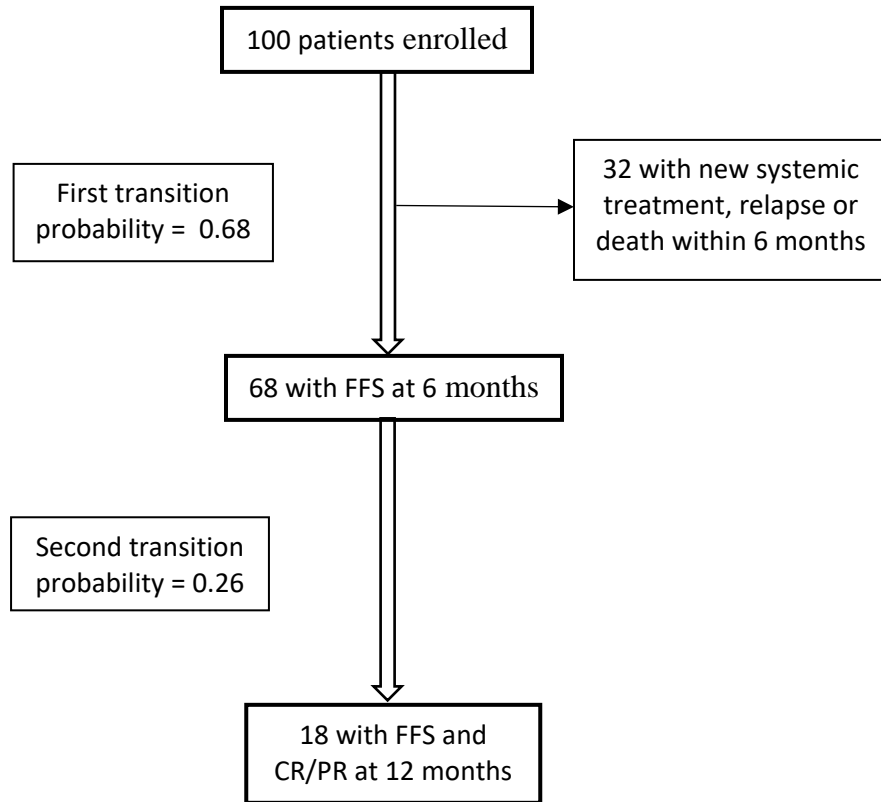 100 patients enrolled
First transition
probability =  0.68
32 with new systemic
treatment, relapse or
death within 6 months
68 with FFS at 6 months
Second transition
probability = 0.26
18 with FFS and
CR/PR at 12 months